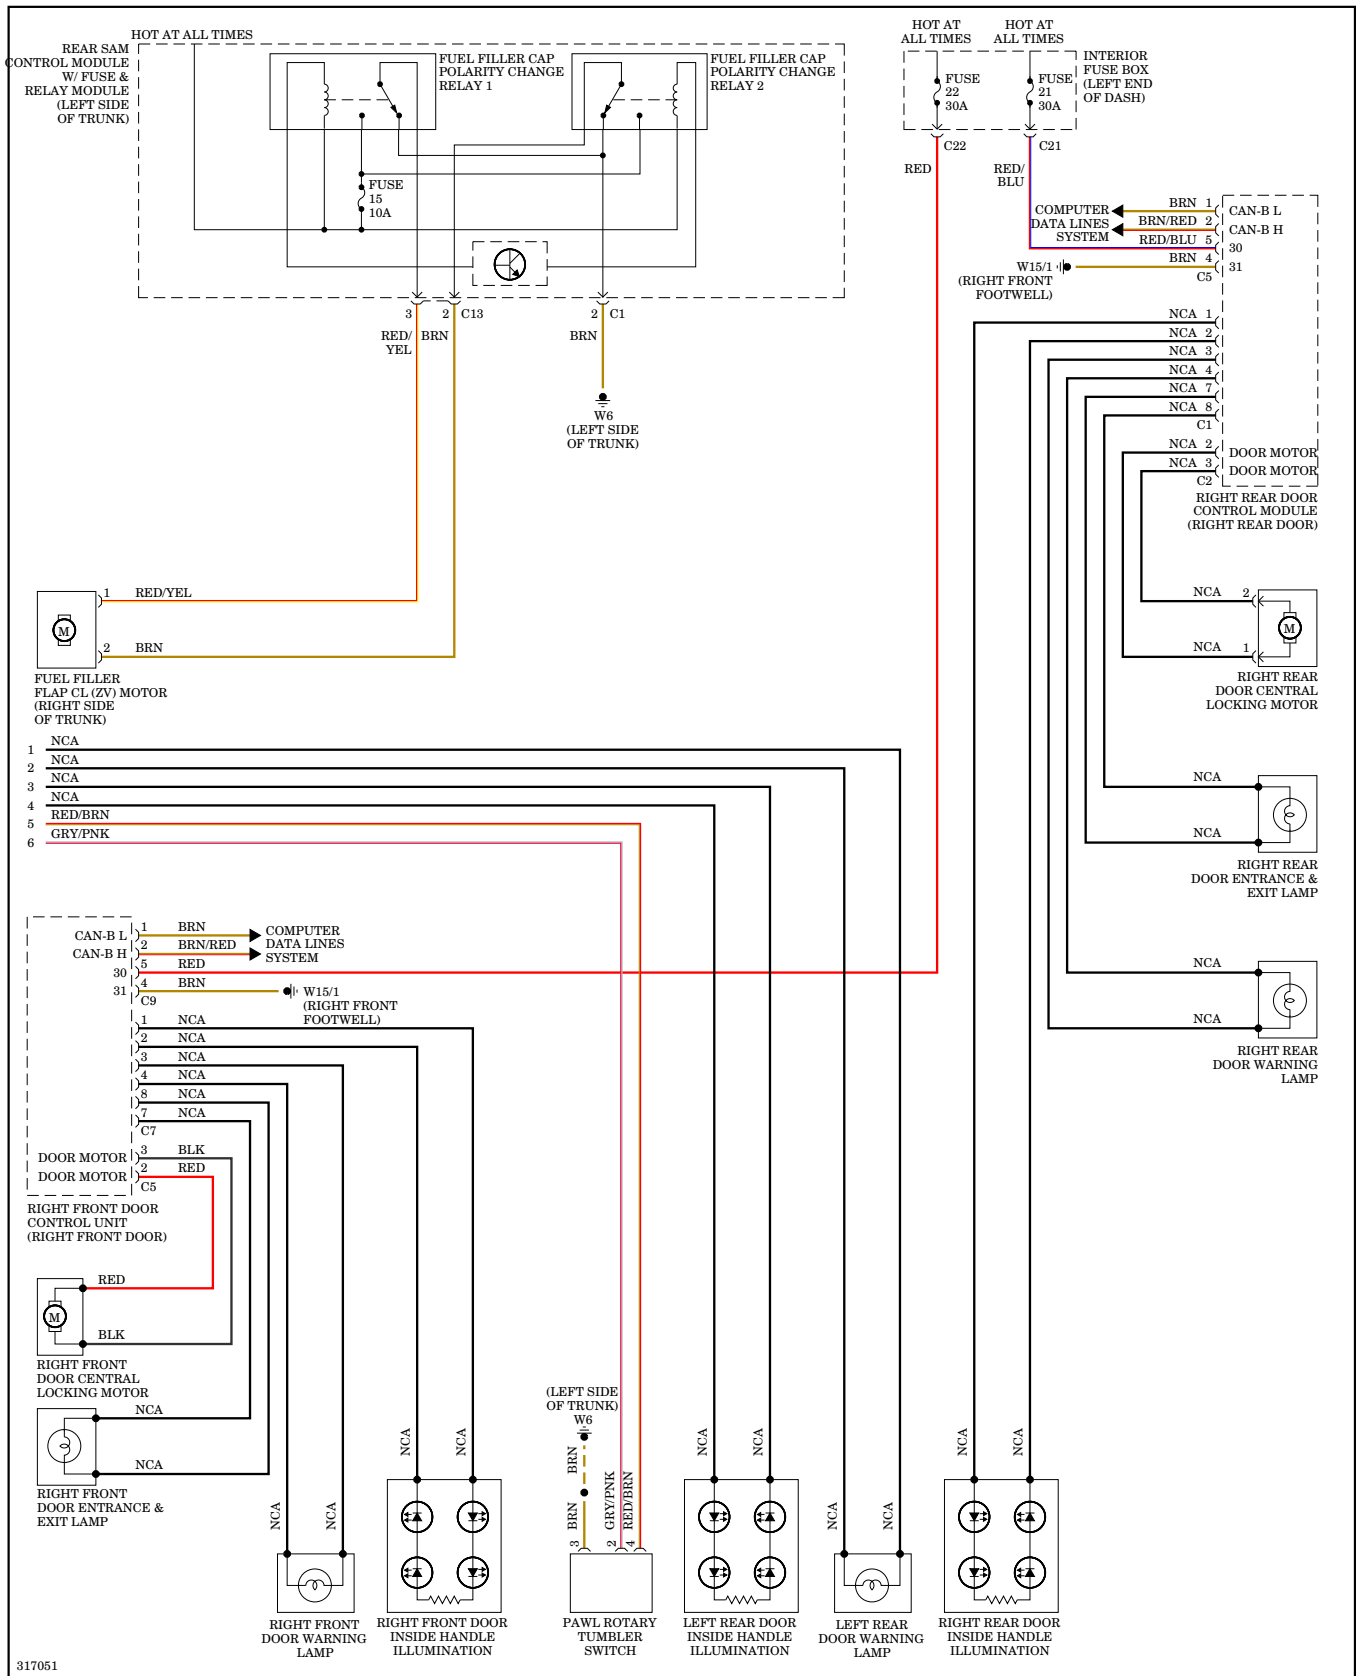 HOT AT ALL TIMES
REAR SAM
CONTROL MODULE
W/ FUSE &
RELAY MODULE
(LEFT SIDE
OF TRUNK)
FUEL FILLER CAP
POLARITY CHANGE
RELAY 1
FUEL FILLER CAP
POLARITY CHANGE
RELAY 2
FUSE
15
10A
3
2
C13
2
C1
RED/
YEL
BRN
BRN
W6
(LEFT SIDE
OF TRUNK)
HOT AT
ALL TIMES
HOT AT
ALL TIMES
FUSE
22
30A
FUSE
21
30A
INTERIOR
FUSE BOX
(LEFT END
OF DASH)
C22
C21
RED
RED/
BLU
COMPUTER
DATA LINES
SYSTEM
BRN 1
CAN-B L
BRN/RED 2
CAN-B H
RED/BLU 5
30
BRN 4
31
C5
W15/1
(RIGHT FRONT
FOOTWELL)
NCA 1
NCA 2
NCA 3
NCA 4
NCA 7
NCA 8
C1
NCA 2
DOOR MOTOR
NCA 3
DOOR MOTOR
C2
RIGHT REAR DOOR
CONTROL MODULE
(RIGHT REAR DOOR)
1
RED/YEL
M
2
BRN
FUEL FILLER
FLAP CL (ZV) MOTOR
(RIGHT SIDE
OF TRUNK)
NCA 2
M
NCA 1
RIGHT REAR
DOOR CENTRAL
LOCKING MOTOR
1 NCA
2 NCA
3 NCA
4 NCA
5 RED/BRN
6 GRY/PNK
NCA
NCA
RIGHT REAR
DOOR ENTRANCE &
EXIT LAMP
NCA
NCA
RIGHT REAR
DOOR WARNING
LAMP
CAN-B L
1 BRN
CAN-B H
2 BRN/RED
30
5 RED
31
4 BRN
C9
COMPUTER
DATA LINES
SYSTEM
W15/1
(RIGHT FRONT
FOOTWELL)
1 NCA
2 NCA
3 NCA
4 NCA
8 NCA
7 NCA
C7
DOOR MOTOR
3 BLK
DOOR MOTOR
2 RED
C5
RIGHT FRONT DOOR
CONTROL UNIT
(RIGHT FRONT DOOR)
RED
M
BLK
RIGHT FRONT
DOOR CENTRAL
LOCKING MOTOR
NCA
NCA
RIGHT FRONT
DOOR ENTRANCE &
EXIT LAMP
NCA
NCA
RIGHT FRONT
DOOR WARNING
LAMP
NCA
NCA
RIGHT FRONT DOOR
INSIDE HANDLE
ILLUMINATION
(LEFT SIDE
OF TRUNK)
W6
BRN
BRN
GRY/PNK
RED/BRN
3
2
4
PAWL ROTARY
TUMBLER
SWITCH
NCA
NCA
LEFT REAR DOOR
INSIDE HANDLE
ILLUMINATION
NCA
NCA
LEFT REAR
DOOR WARNING
LAMP
NCA
NCA
RIGHT REAR DOOR
INSIDE HANDLE
ILLUMINATION
317051